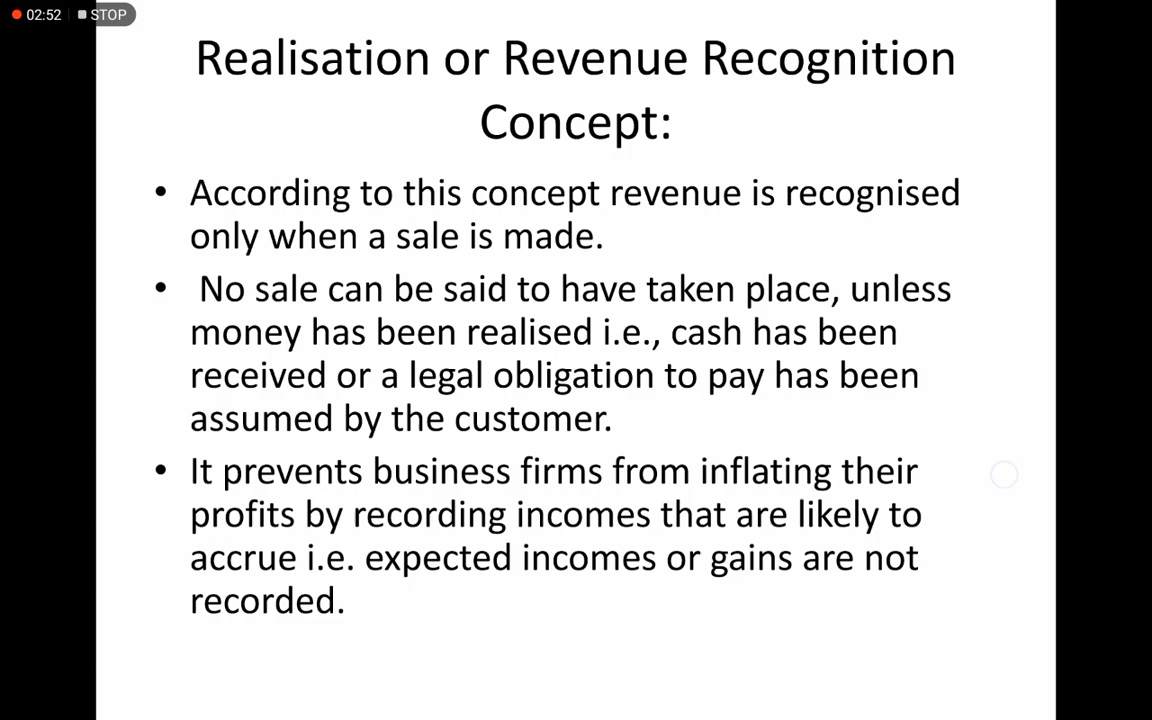 02:52 STOP
Realisation or Revenue Recognition
Concept:
• According to this concept revenue is recognised
only when a sale is made.
• No sale can be said to have taken place, unless
money has been realised i.e., cash has been
received or a legal obligation to pay has been
assumed by the customer.
• It prevents business firms from inflating their
profits by recording incomes that are likely to
accrue i.e. expected incomes or gains are not
recorded.